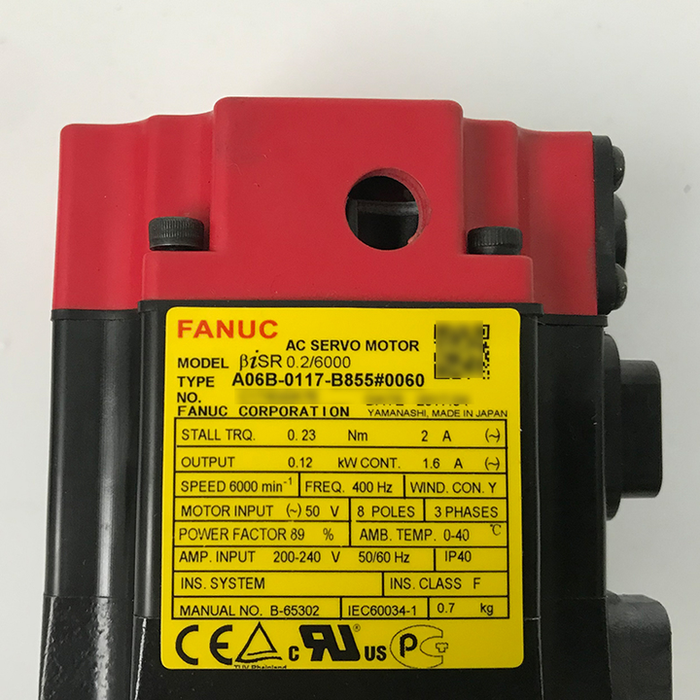 FANUC
AC SERVO MOTOR
MODEL βiSR 0.2/6000
TYPE A06B-0117-B855#0060
NO.
FANUC CORPORATION YAMANASHI, MADE IN JAPAN
STALL TRQ. 0. 23 Nm 2 A (~)
OUTPUT 0.12 kW CONT. 1.6 A (~)
SPEED 6000 min⁻¹ FREQ. 400 Hz WIND. CON. Y
MOTOR INPUT (~) 50 V 8 POLES 3 PHASES
POWER FACTOR 89 % AMB. TEMP. 0-40 ℃
AMP. INPUT 200-240 V 50/60 Hz IP40
INS. SYSTEM INS. CLASS F
MANUAL NO. B-65302 IEC60034-1 0.7 kg
CE c RU US PC
TUV Rheinland